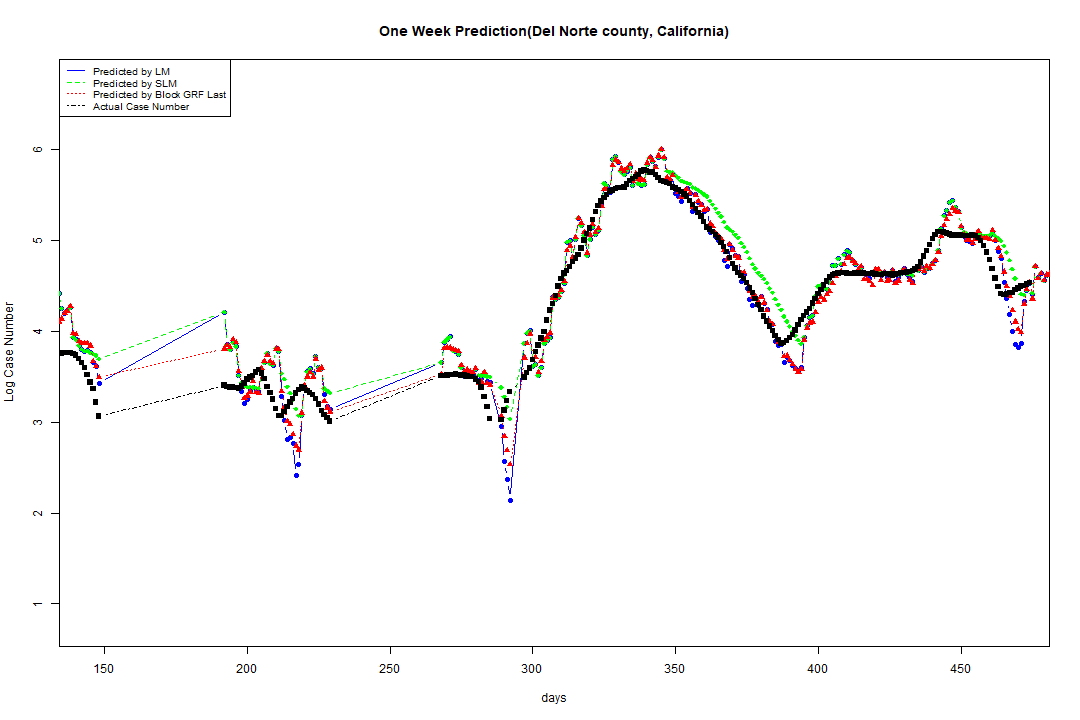 One Week Prediction(Del Norte county, California)
Predicted by LM
Predicted by SLM
Predicted by Block GRF Last
Actual Case Number
Log Case Number
6
5
4
3
2
1
150 200 250 300 350 400 450
days